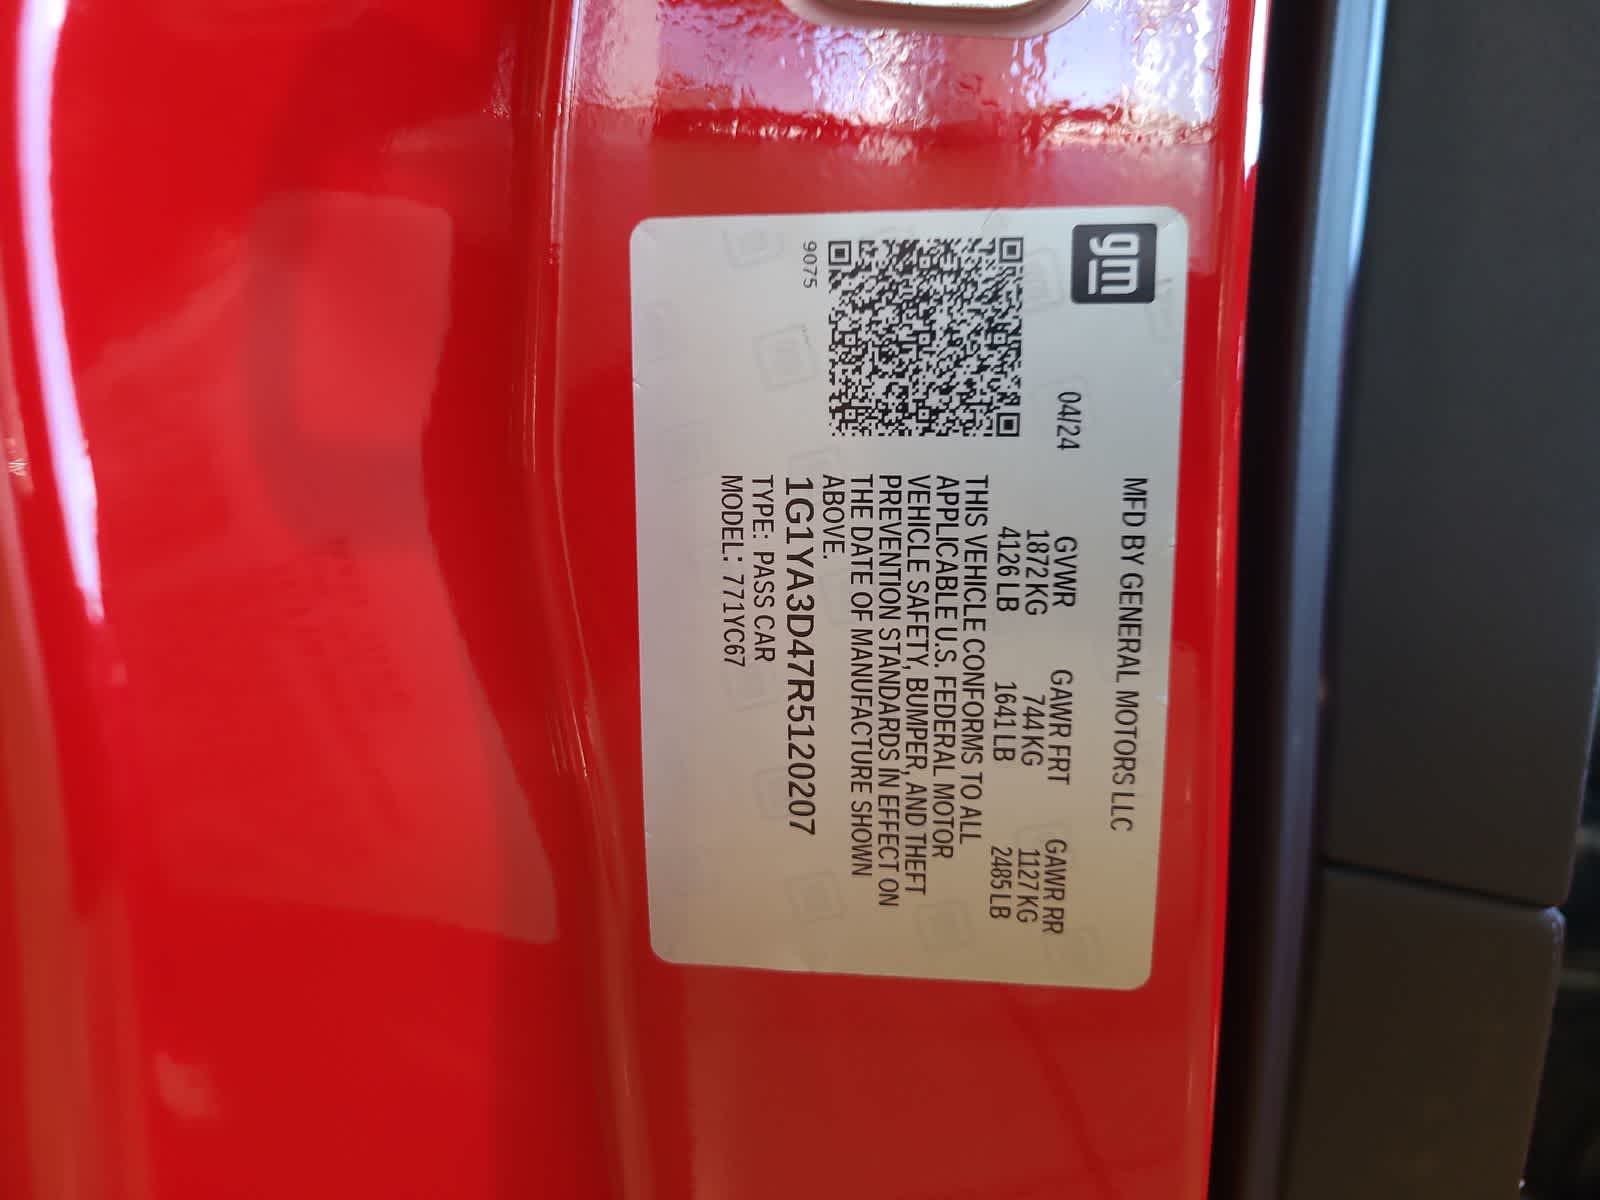 gm
MFD BY GENERAL MOTORS LLC
04/24 GVWR GAWR FRT GAWR RR
1872 KG 744 KG 1127 KG
4126 LB 1641 LB 2485 LB
THIS VEHICLE CONFORMS TO ALL
APPLICABLE U.S. FEDERAL MOTOR
VEHICLE SAFETY, BUMPER, AND THEFT
PREVENTION STANDARDS IN EFFECT ON
THE DATE OF MANUFACTURE SHOWN
ABOVE.
9075
1G1YA3D47R5120207
TYPE: PASS CAR
MODEL: 771YC67